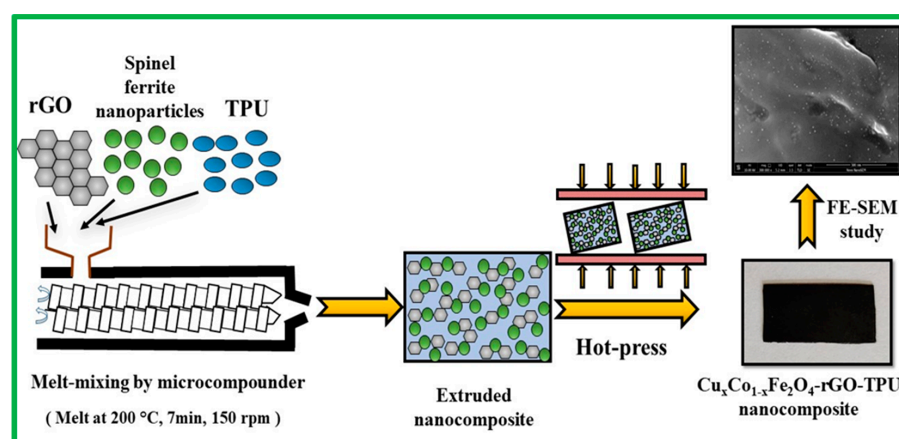 Spinel
ferrite
nanoparticles
rGO
TPU
Melt-mixing by microcompounder
( Melt at 200 °C, 7min, 150 rpm )
Extruded
nanocomposite
Hot-press
FE-SEM
study
CuₓCo₁₋ₓFe₂O₄-rGO-TPU
nanocomposite